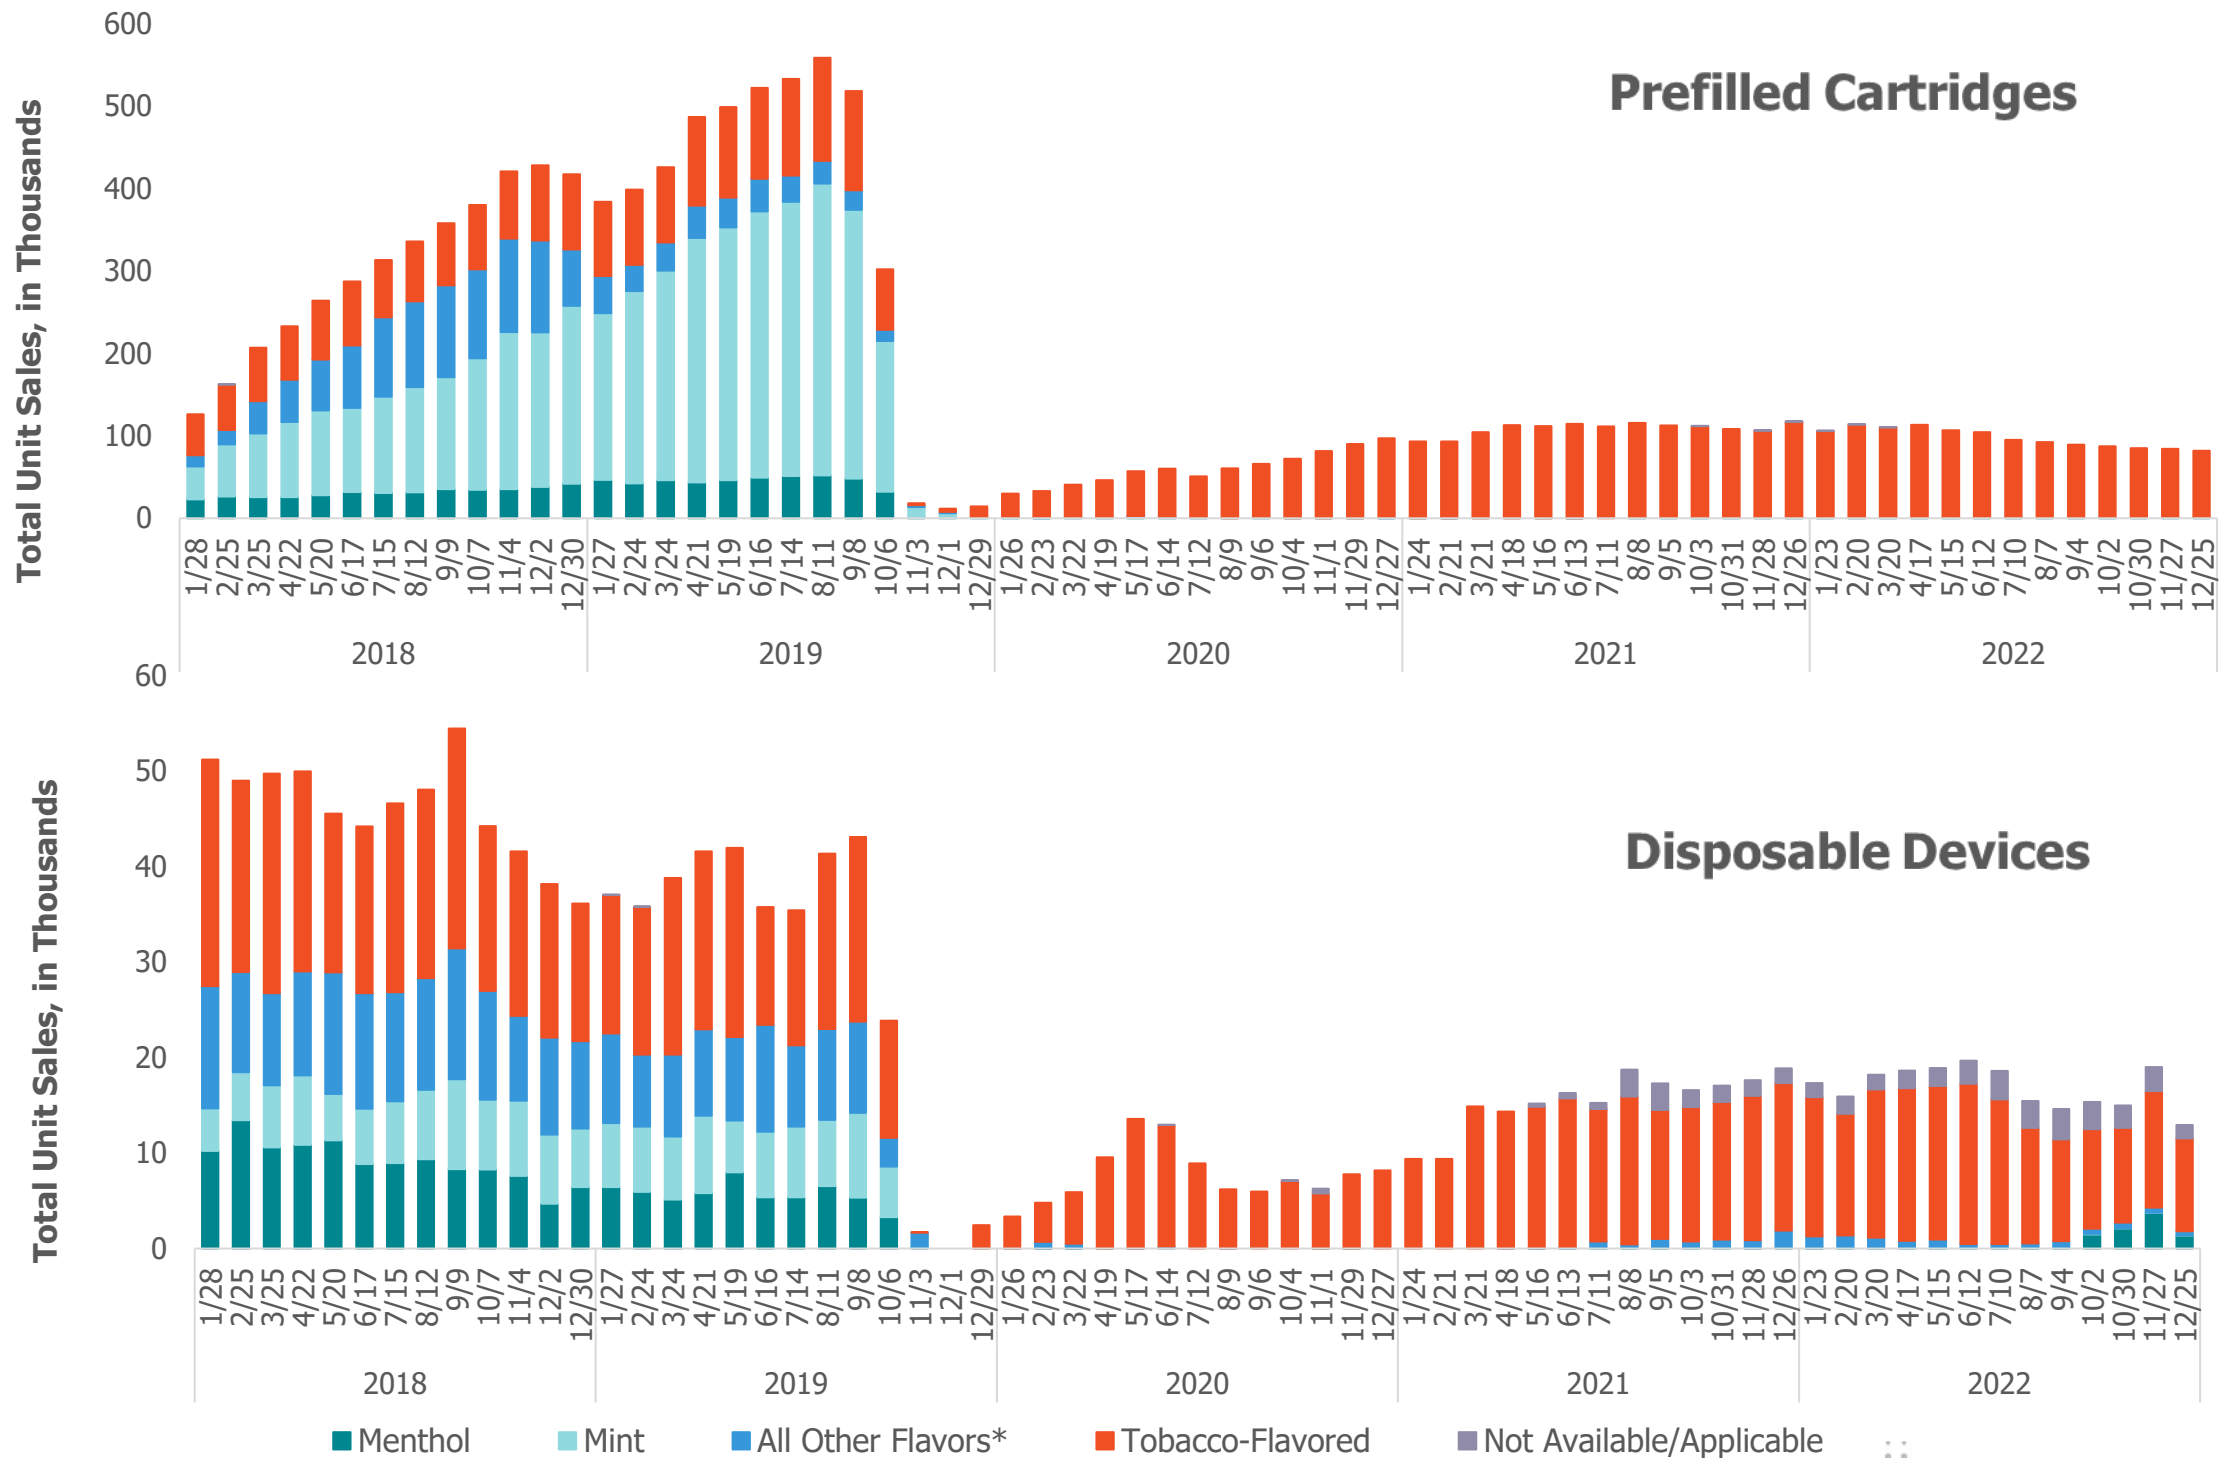 Prefilled Cartridges
Total Unit Sales, in Thousands
600
500
400
300
200
100
0
1/28 2/25 3/25 4/22 5/20 6/17 7/15 8/12 9/9 10/7 11/4 12/2 12/30 1/27 2/24 3/24 4/21 5/19 6/16 7/14 8/11 9/8 10/6 11/3 12/1 12/29 1/26 2/23 3/22 4/19 5/17 6/14 7/12 8/9 9/6 10/4 11/1 11/29 12/27 1/24 2/21 3/21 4/18 5/16 6/13 7/11 8/8 9/5 10/3 10/31 11/28 12/26 1/23 2/20 3/20 4/17 5/15 6/12 7/10 8/7 9/4 10/2 10/30 11/27 12/25
2018 2019 2020 2021 2022
Disposable Devices
Total Unit Sales, in Thousands
60
50
40
30
20
10
0
1/28 2/25 3/25 4/22 5/20 6/17 7/15 8/12 9/9 10/7 11/4 12/2 12/30 1/27 2/24 3/24 4/21 5/19 6/16 7/14 8/11 9/8 10/6 11/3 12/1 12/29 1/26 2/23 3/22 4/19 5/17 6/14 7/12 8/9 9/6 10/4 11/1 11/29 12/27 1/24 2/21 3/21 4/18 5/16 6/13 7/11 8/8 9/5 10/3 10/31 11/28 12/26 1/23 2/20 3/20 4/17 5/15 6/12 7/10 8/7 9/4 10/2 10/30 11/27 12/25
2018 2019 2020 2021 2022
Menthol Mint All Other Flavors* Tobacco-Flavored Not Available/Applicable